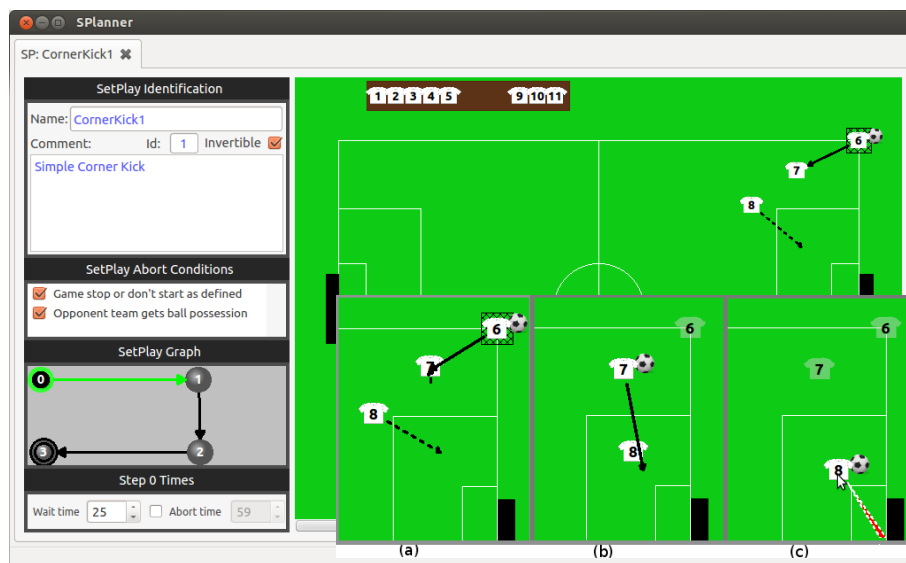 SPlanner
SP: CornerKick1 ✖
SetPlay Identification
Name: CornerKick1
Comment: Id: 1 Invertible
Simple Corner Kick
SetPlay Abort Conditions
Game stop or don't start as defined
Opponent team gets ball possession
SetPlay Graph
0 1
3 2
Step 0 Times
Wait time 25 Abort time 59
1 2 3 4 5 9 10 11
6
7
8
6
7
8
(a)
6
7
8
(b)
6
7
8
(c)